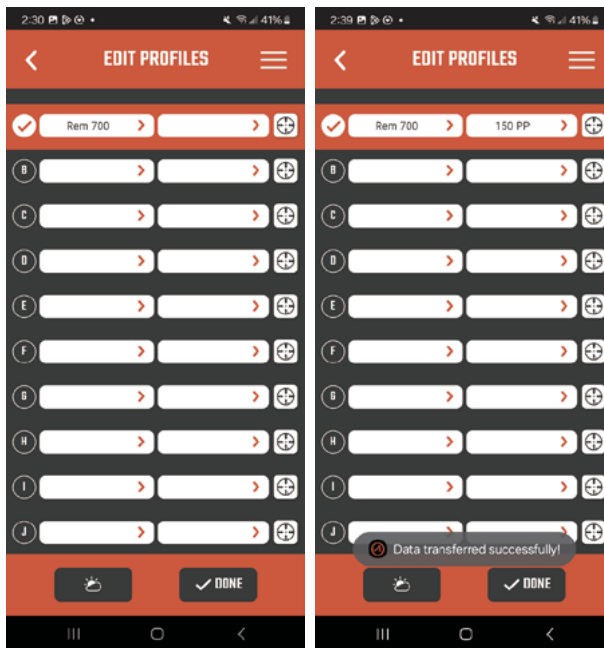 2:30 41%
EDIT PROFILES
Rem 700
B
C
D
E
F
G
H
I
J
DONE
2:39 41%
EDIT PROFILES
Rem 700 150 PP
B
C
D
E
F
G
H
I
J
Data transferred successfully!
DONE